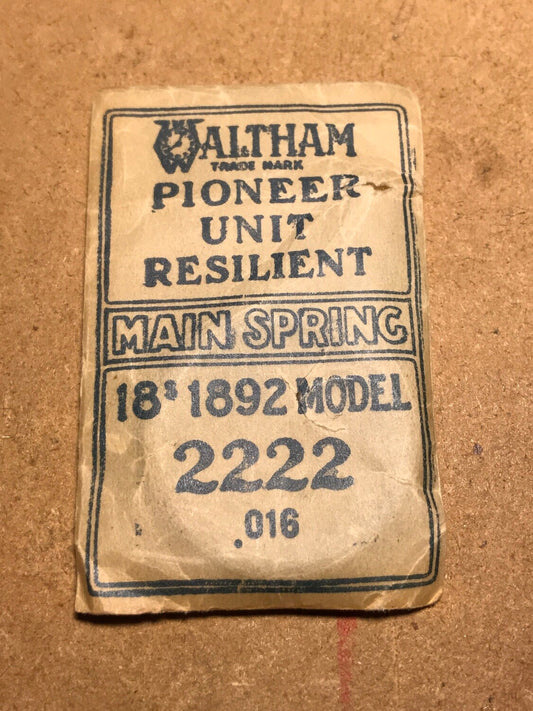 WALTHAM
TRADE MARK
PIONEER
UNIT
RESILIENT
MAIN SPRING
18s 1892 MODEL
2222
.016